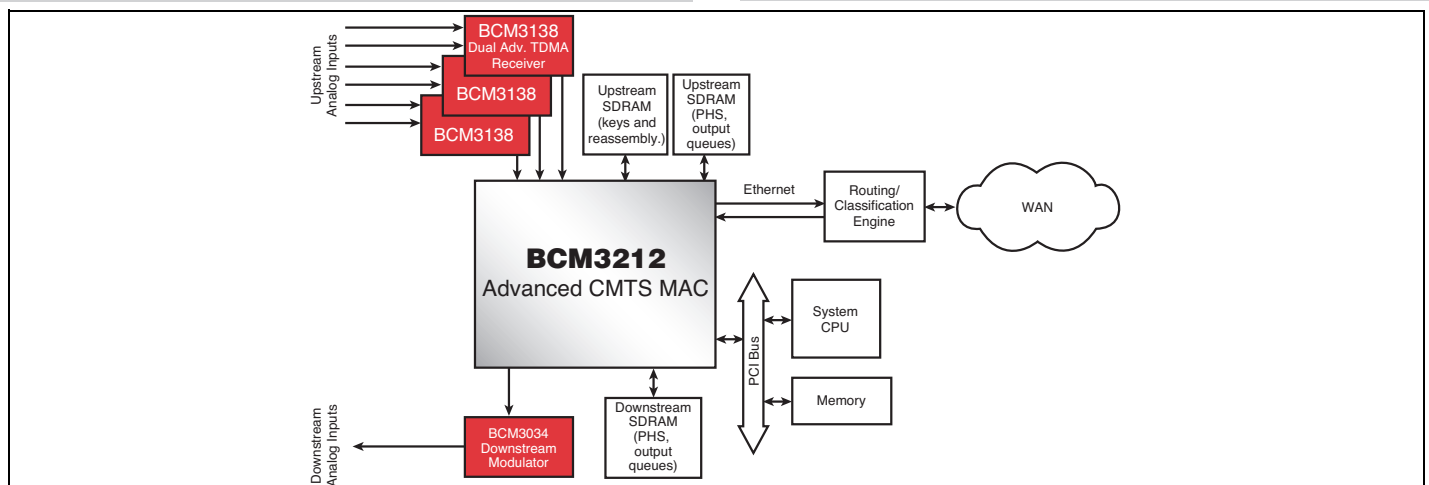 Upstream
Analog Inputs
BCM3138
Dual Adv. TDMA
Receiver
BCM3138
BCM3138
Upstream
SDRAM
(keys and
reassembly.)
Upstream
SDRAM
(PHS,
output
queues)
Ethernet
Routing/
Classification
Engine
WAN
BCM3212
Advanced CMTS MAC
PCI Bus
System
CPU
Memory
Downstream
Analog Inputs
BCM3034
Downstream
Modulator
Downstream
SDRAM
(PHS,
output
queues)